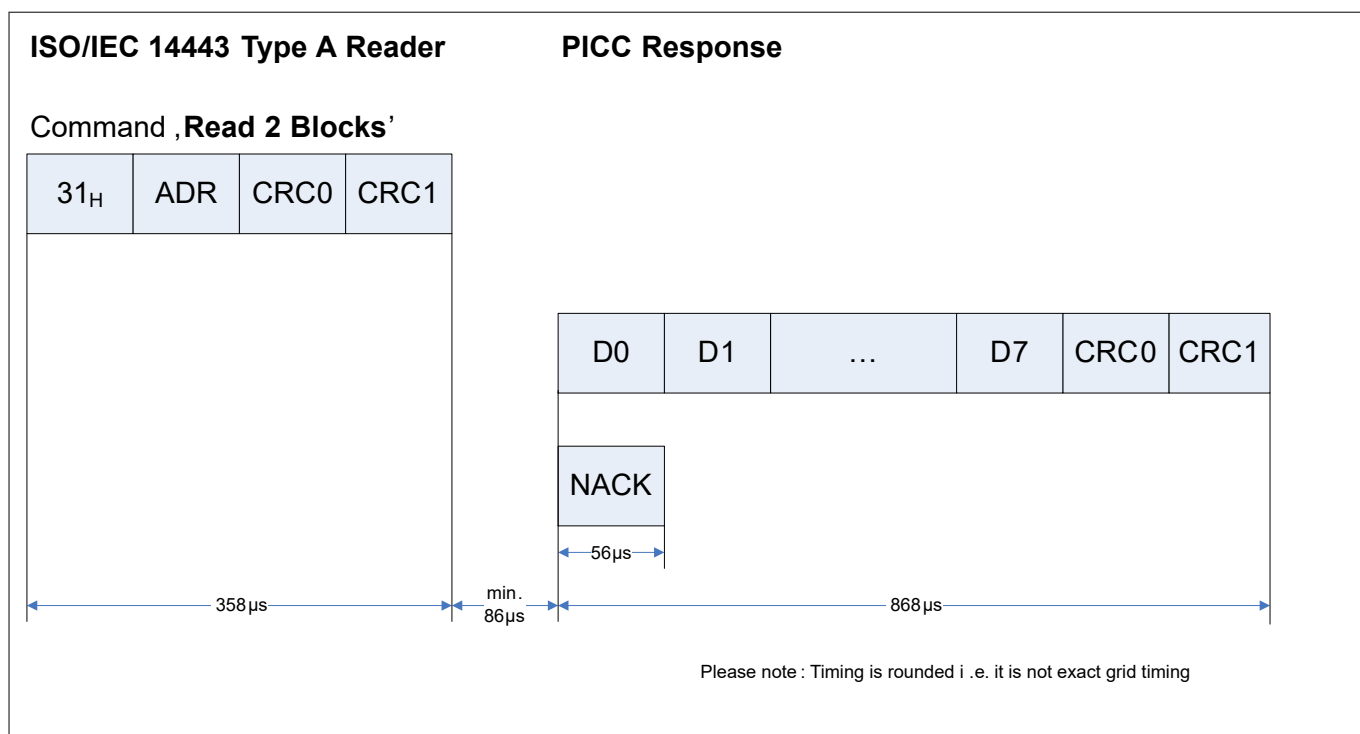 ISO/IEC 14443 Type A Reader
PICC Response
Command ‚Read 2 Blocks’
31H ADR CRC0 CRC1
D0 D1 … D7 CRC0 CRC1
NACK
56µs
358µs
min.
86µs
868µs
Please note : Timing is rounded i .e. it is not exact grid timing